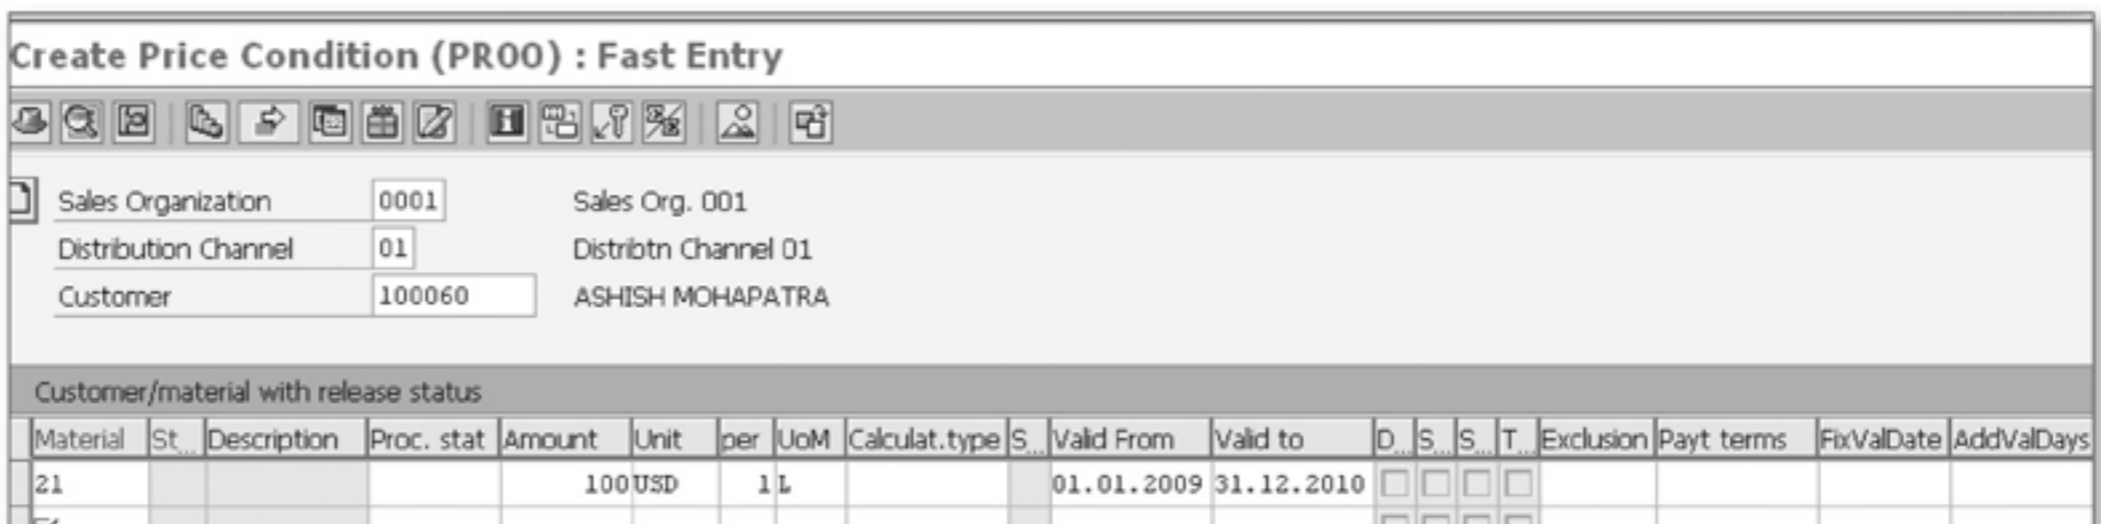 Create Price Condition (PR00) : Fast Entry
Sales Organization 0001 Sales Org. 001
Distribution Channel 01 Distribtn Channel 01
Customer 100060 ASHISH MOHAPATRA
Customer/material with release status
Material St... Description Proc. stat Amount Unit per UoM Calculat.type S... Valid From Valid to D... S... S... T... Exclusion Payt terms FixValDate AddValDays
21 100 USD 1 L 01.01.2009 31.12.2010